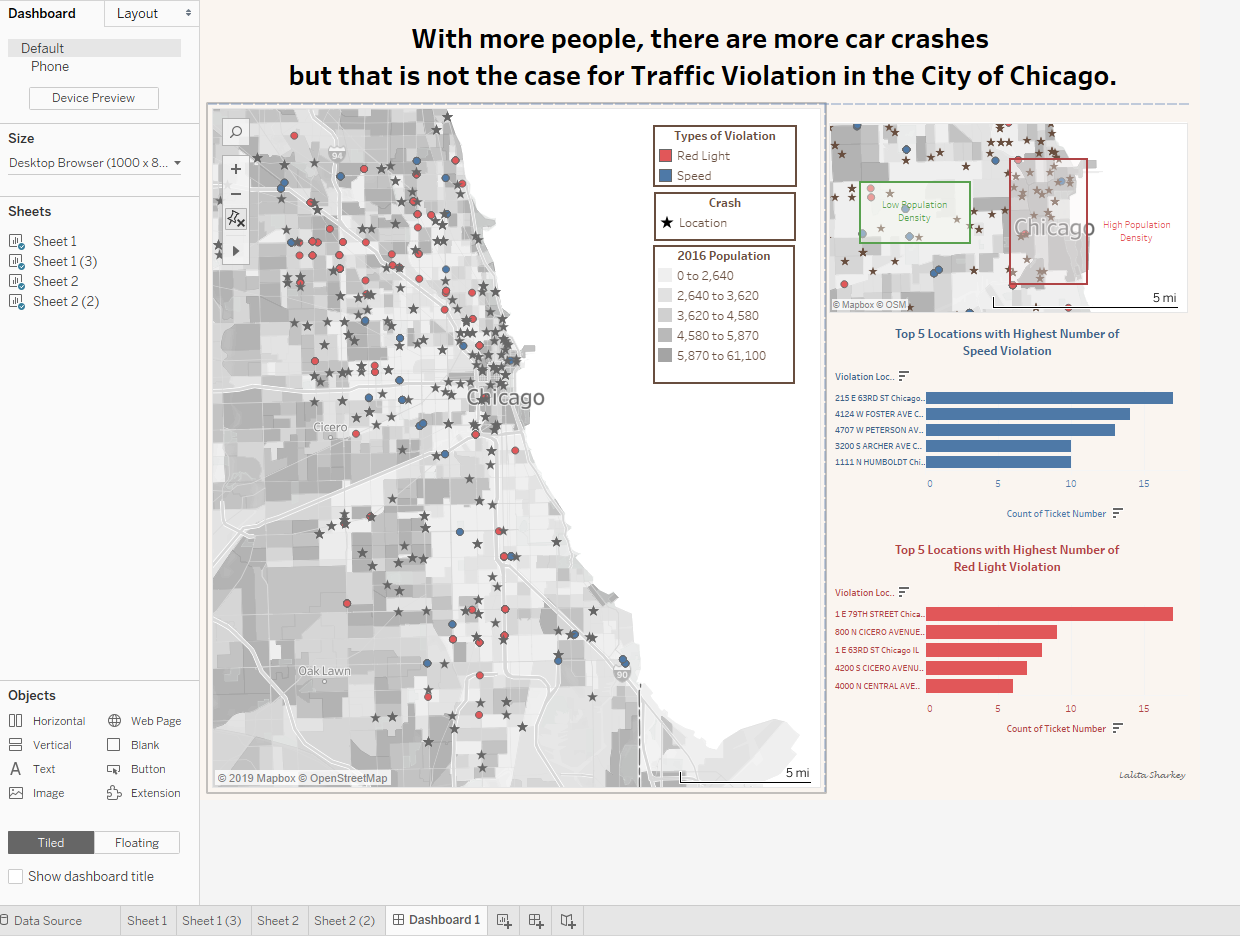 Dashboard
Layout
Default
Phone
Device Preview
Size
Desktop Browser (1000 x 8...
Sheets
Sheet 1
Sheet 1 (3)
Sheet 2
Sheet 2 (2)
Objects
Horizontal
Web Page
Vertical
Blank
Text
Button
Image
Extension
Tiled
Floating
Show dashboard title
With more people, there are more car crashes
but that is not the case for Traffic Violation in the City of Chicago.
94
Chicago
Cicero
Oak Lawn
90
© 2019 Mapbox © OpenStreetMap
5 mi
Types of Violation
Red Light
Speed
Crash
Location
2016 Population
0 to 2,640
2,640 to 3,620
3,620 to 4,580
4,580 to 5,870
5,870 to 61,100
Low Population
Density
Chicago
High Population
Density
© Mapbox © OSM
5 mi
Top 5 Locations with Highest Number of
Speed Violation
Violation Loc..
215 E 63RD ST Chicago..
4124 W FOSTER AVE C..
4707 W PETERSON AV..
3200 S ARCHER AVE C..
1111 N HUMBOLDT Chi..
0 5 10 15
Count of Ticket Number
Top 5 Locations with Highest Number of
Red Light Violation
Violation Loc..
1 E 79TH STREET Chica..
800 N CICERO AVENUE..
1 E 63RD ST Chicago IL
4200 S CICERO AVENU..
4000 N CENTRAL AVE..
0 5 10 15
Count of Ticket Number
Lalita Sharkey
Data Source
Sheet 1
Sheet 1 (3)
Sheet 2
Sheet 2 (2)
Dashboard 1